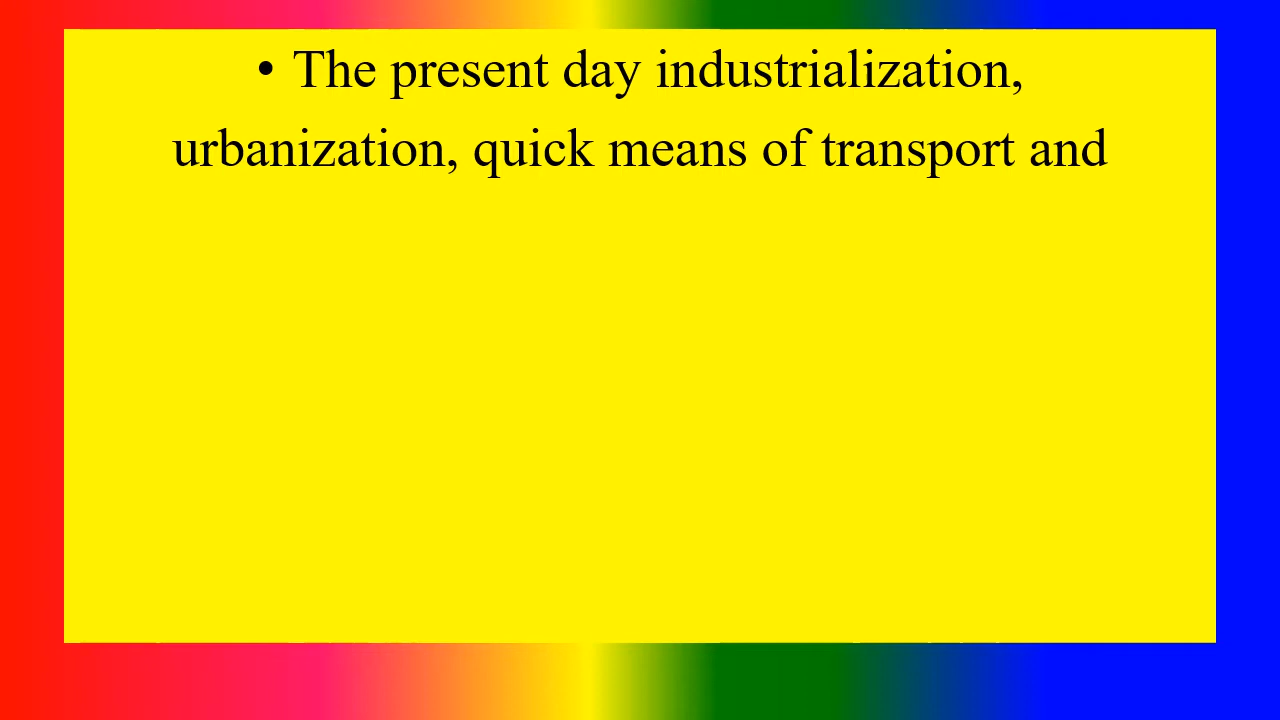 • The present day industrialization,
urbanization, quick means of transport and